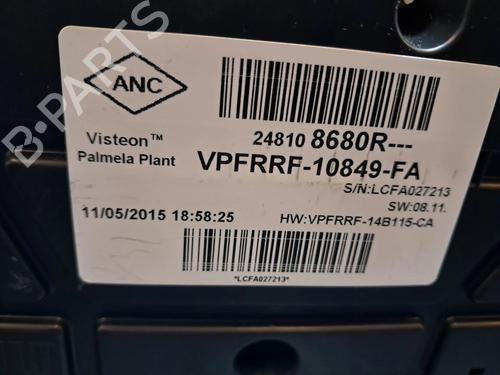 ANC
24810 8680R---
Visteon™
Palmela Plant
VPFRRF-10849-FA
S/N:LCFA027213
SW:08.11.
11/05/2015 18:58:25
HW:VPFRRF-14B115-CA
*LCFA027213*
B-PARTS